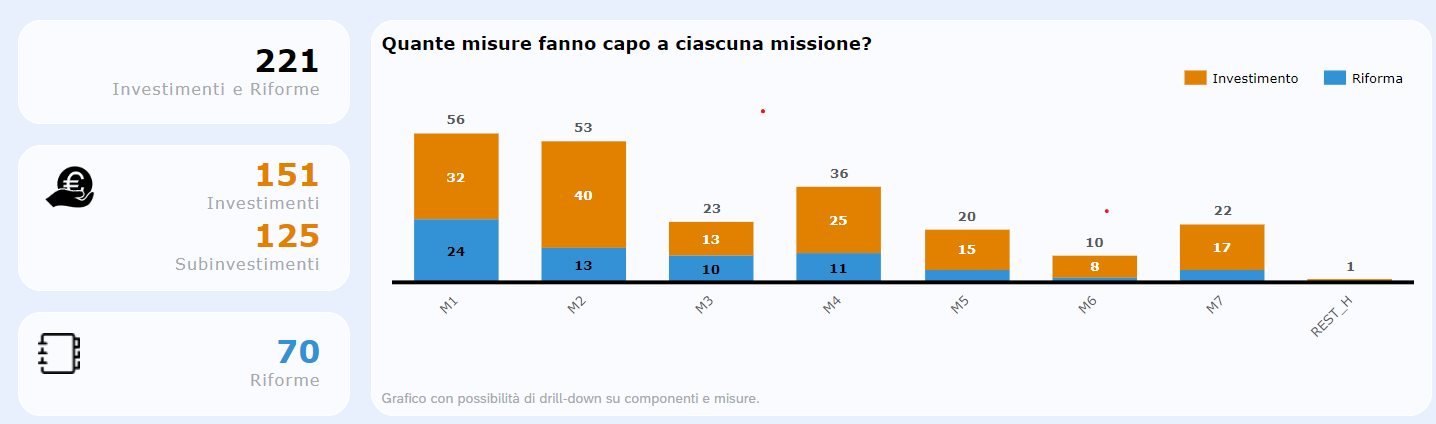 221
Investimenti e Riforme
151
Investimenti
125
Subinvestimenti
70
Riforme
Quante misure fanno capo a ciascuna missione?
Investimento Riforma
56 53 23 36 20 10 22 1
32 40 13 25 15 8 17
24 13 10 11
M1 M2 M3 M4 M5 M6 M7 REST_H
Grafico con possibilità di drill-down su componenti e misure.